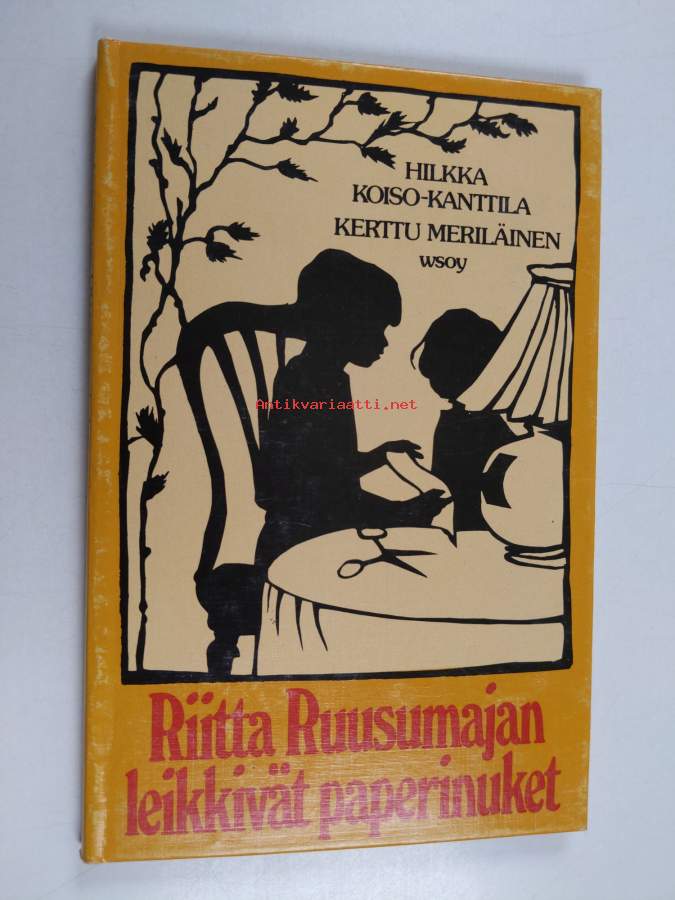 HILKKA
KOISO-KANTTILA
KERTTU MERILÄINEN
wsoy
Antikvariaatti.net
Riitta Ruusumajan
leikkivät paperinuket